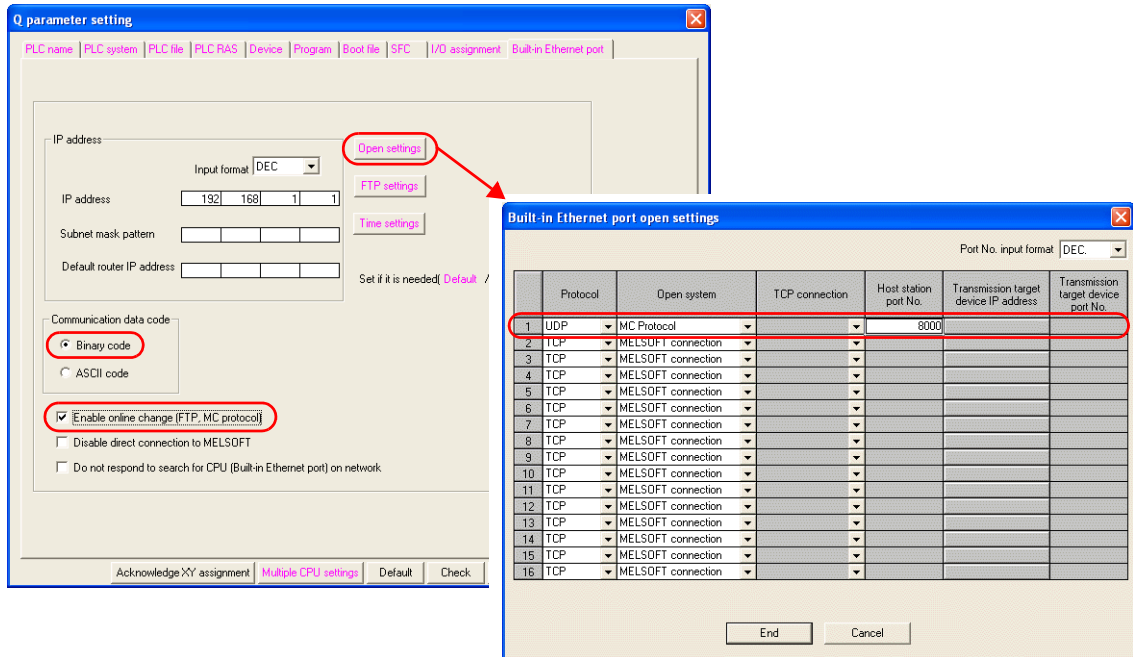 Q parameter setting
PLC name PLC system PLC file PLC RAS Device Program Boot file SFC I/O assignment Built-in Ethernet port
IP address
Input format DEC
IP address 192 168 1 1
Subnet mask pattern
Default router IP address
Open settings
FTP settings
Time settings
Set if it is needed( Default /
Communication data code
Binary code
ASCII code
Enable online change (FTP, MC protocol)
Disable direct connection to MELSOFT
Do not respond to search for CPU (Built-in Ethernet port) on network
Acknowledge XY assignment Multiple CPU settings Default Check
Built-in Ethernet port open settings
Port No. input format DEC.
Protocol Open system TCP connection Host station port No. Transmission target device IP address Transmission target device port No.
1 UDP MC Protocol 8000
2 TCP MELSOFT connection
3 TCP MELSOFT connection
4 TCP MELSOFT connection
5 TCP MELSOFT connection
6 TCP MELSOFT connection
7 TCP MELSOFT connection
8 TCP MELSOFT connection
9 TCP MELSOFT connection
10 TCP MELSOFT connection
11 TCP MELSOFT connection
12 TCP MELSOFT connection
13 TCP MELSOFT connection
14 TCP MELSOFT connection
15 TCP MELSOFT connection
16 TCP MELSOFT connection
End Cancel